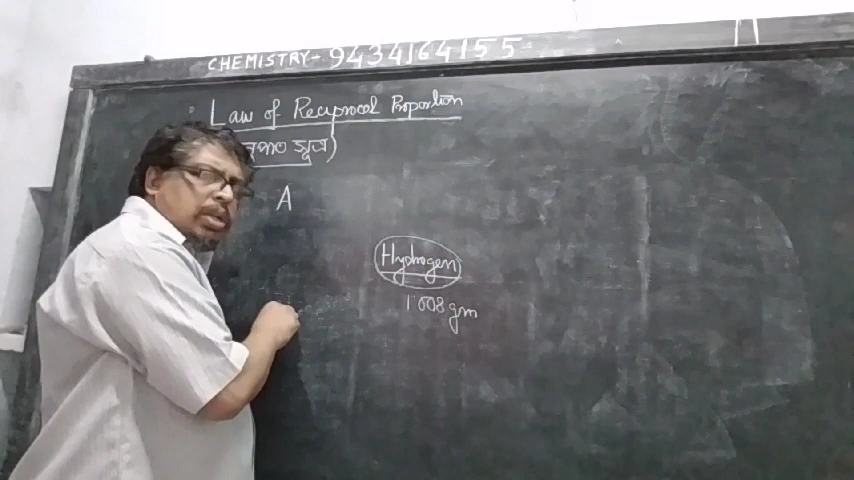 CHEMISTRY- 9434164155
Law of Reciprocal Proportion
সূত্র)
A
Hydrogen
1.008 gm